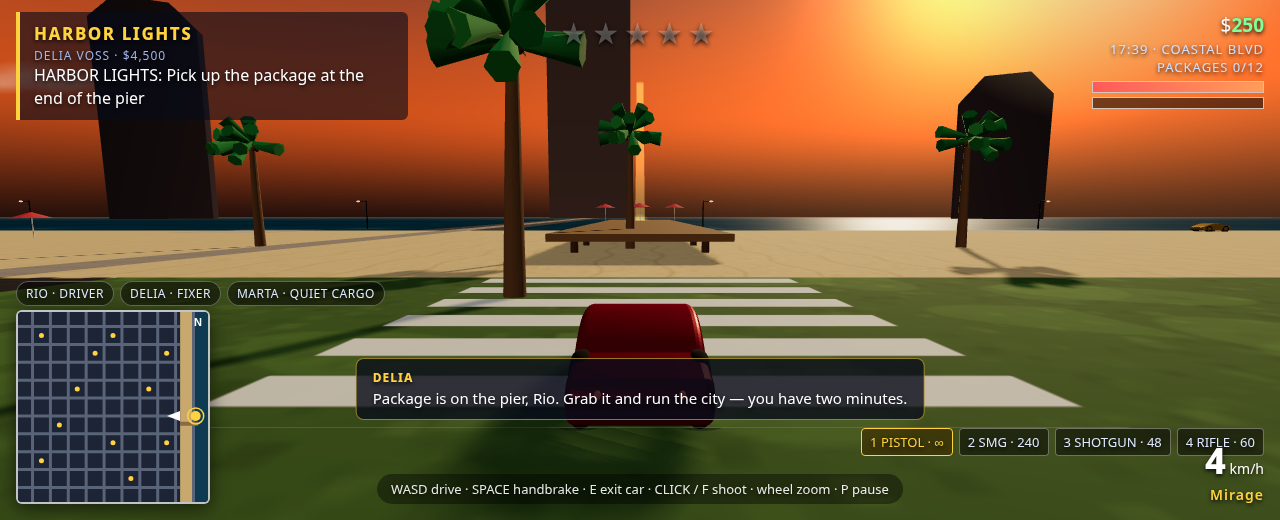 HARBOR LIGHTS
DELIA VOSS · $4,500
HARBOR LIGHTS: Pick up the package at the
end of the pier
$250
17:39 · COASTAL BLVD
PACKAGES 0/12
RIO · DRIVER
DELIA · FIXER
MARTA · QUIET CARGO
N
DELIA
Package is on the pier, Rio. Grab it and run the city — you have two minutes.
1 PISTOL · ∞
2 SMG · 240
3 SHOTGUN · 48
4 RIFLE · 60
4 km/h
Mirage
WASD drive · SPACE handbrake · E exit car · CLICK / F shoot · wheel zoom · P pause